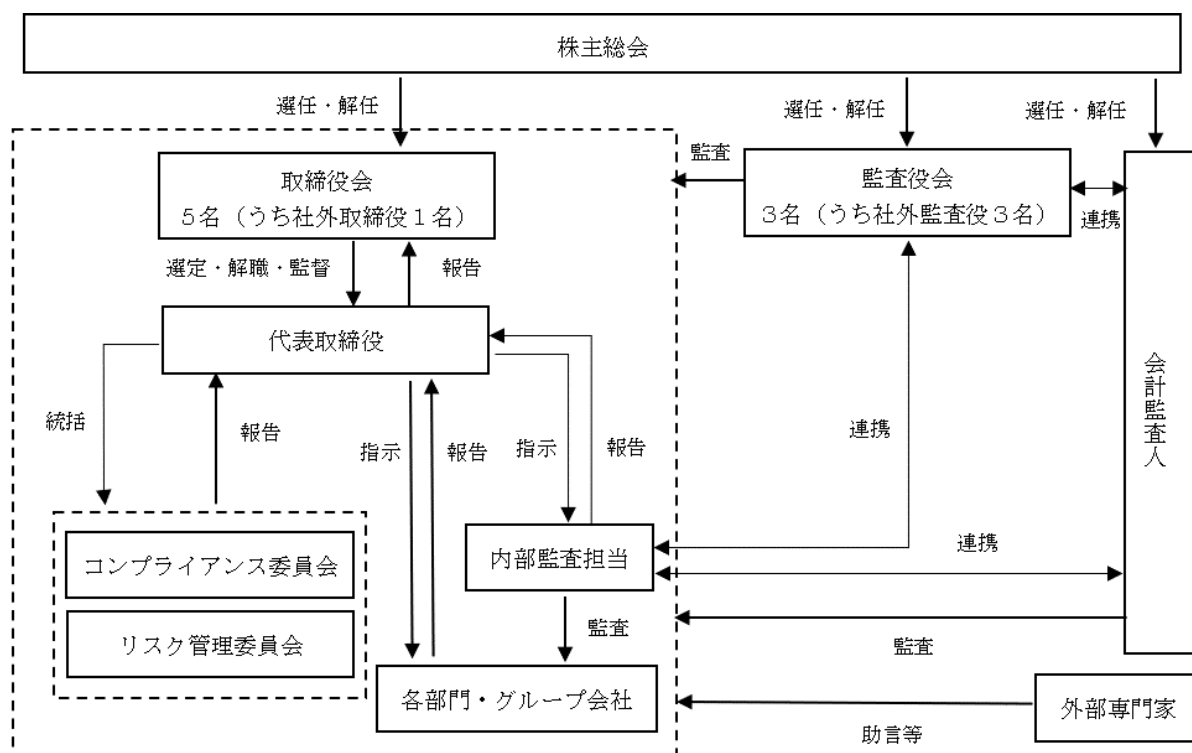 株主総会
選任・解任
選任・解任
選任・解任
取締役会
5名（うち社外取締役1名）
監査
監査役会
3名（うち社外監査役3名）
連携
選定・解職・監督
報告
代表取締役
会計監査人
統括
報告
指示
報告
指示
報告
連携
コンプライアンス委員会
リスク管理委員会
内部監査担当
連携
監査
監査
各部門・グループ会社
外部専門家
助言等